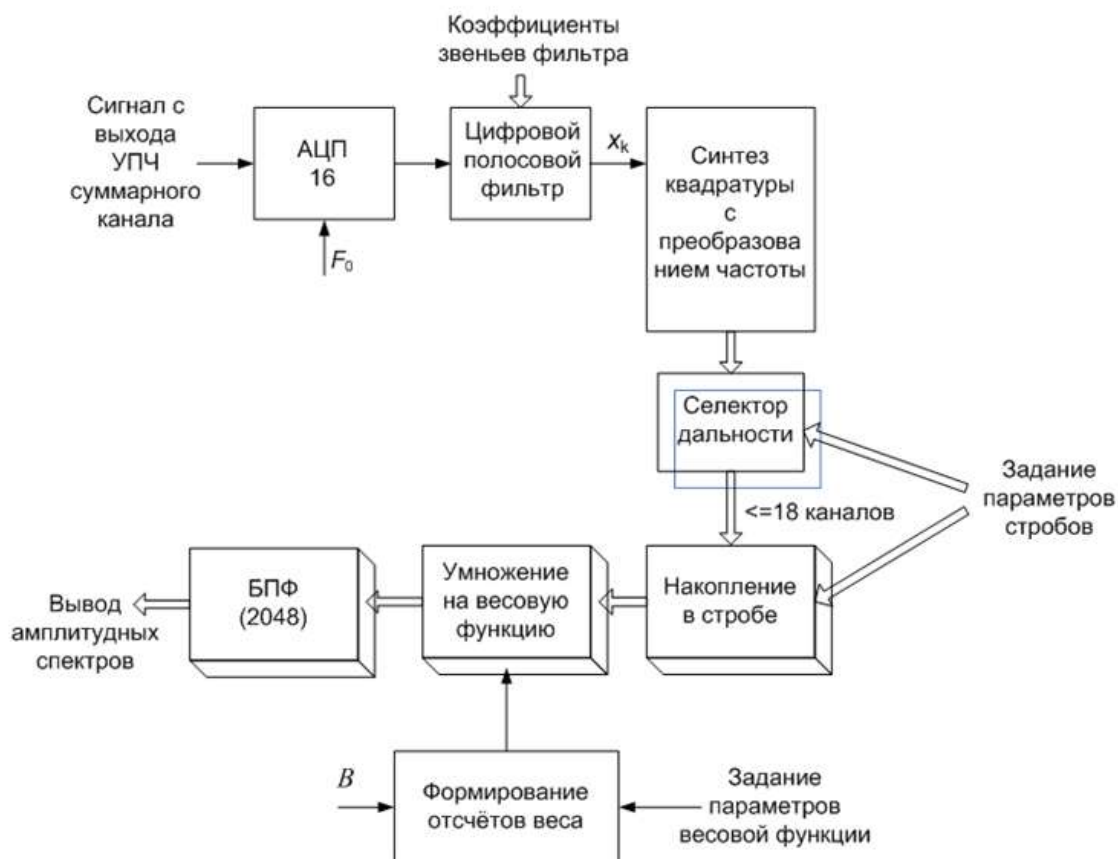 Коэффициенты
звеньев фильтра
Сигнал с
выхода
УПЧ
суммарного
канала
АЦП
16
F₀
Цифровой
полосовой
фильтр
xₖ
Синтез
квадратуры
с
преобразова
нием частоты
Селектор
дальности
<=18 каналов
Задание
параметров
стробов
Накопление
в стробе
Умножение
на весовую
функцию
БПФ
(2048)
Вывод
амплитудных
спектров
B
Формирование
отсчётов веса
Задание
параметров
весовой функции